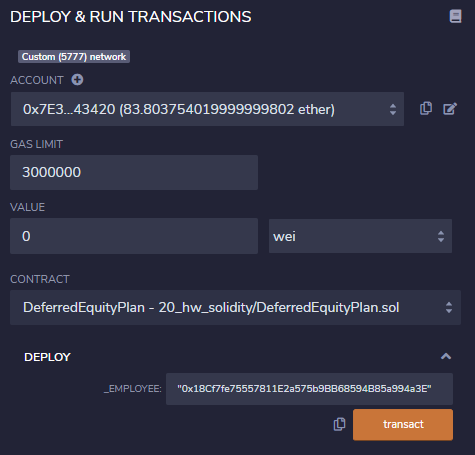 DEPLOY & RUN TRANSACTIONS
Custom (5777) network
ACCOUNT
0x7E3...43420 (83.803754019999999802 ether)
GAS LIMIT
3000000
VALUE
0
wei
CONTRACT
DeferredEquityPlan - 20_hw_solidity/DeferredEquityPlan.sol
DEPLOY
_EMPLOYEE:
"0x18Cf7fe75557811E2a575b9BB68594B85a994a3E"
transact